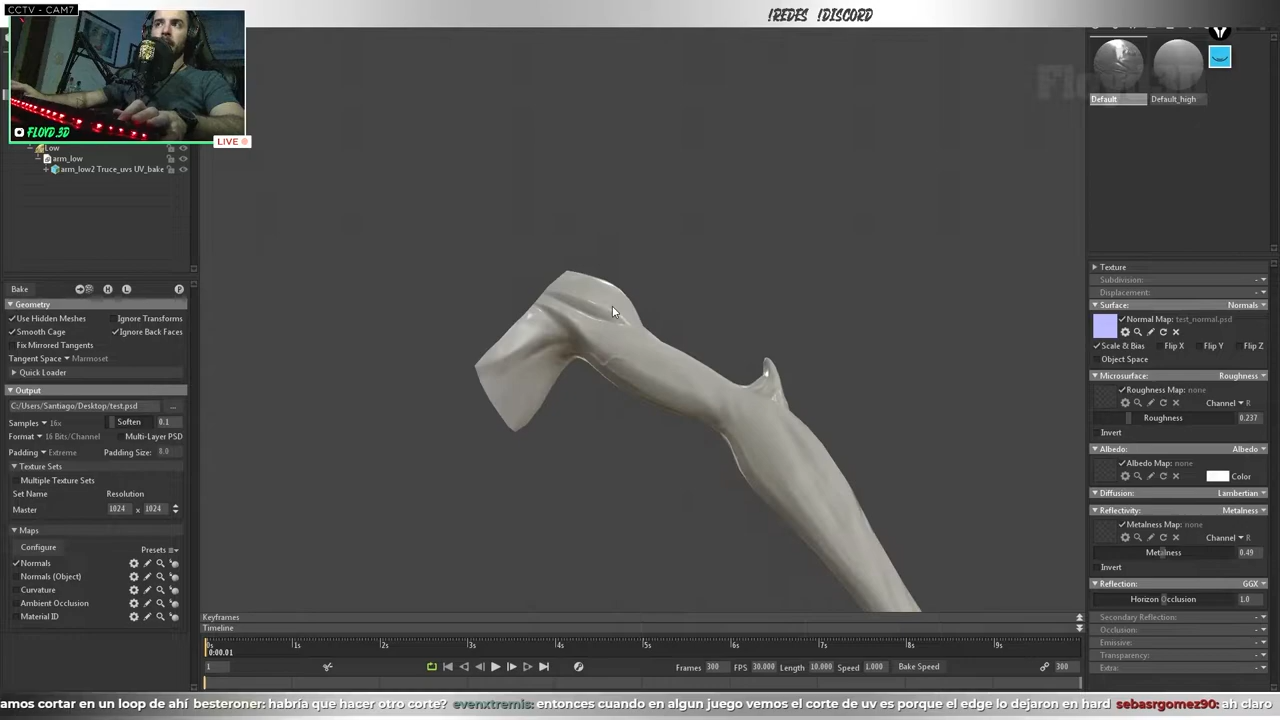 CCTV - CAM7
!REDES !DISCORD
FLOYD.3D
LIVE
Floyd 3D
Low
arm_low
arm_low2 Truce_uvs UV_bake
Default
Default_high
Bake
H
L
P
Geometry
Use Hidden Meshes
Ignore Transforms
Smooth Cage
Ignore Back Faces
Fix Mirrored Tangents
Tangent Space
Marmoset
Quick Loader
Output
C:/Users/Santiago/Desktop/test.psd
...
Samples 16x
Soften 0.1
Format 16 Bits/Channel
Multi-Layer PSD
Padding Extreme
Padding Size: 8.0
Texture Sets
Multiple Texture Sets
Set Name
Resolution
Master
1024 x 1024
Maps
Configure
Presets
Normals
Normals (Object)
Curvature
Ambient Occlusion
Material ID
Texture
Subdivision:
Displacement:
Surface:
Normals
Normal Map: test_normal.psd
Scale & Bias
Flip X
Flip Y
Flip Z
Object Space
Microsurface:
Roughness
Roughness Map: none
Channel R
Roughness
0.237
Invert
Albedo:
Albedo
Albedo Map: none
Color
Diffusion:
Lambertian
Reflectivity:
Metalness
Metalness Map: none
Channel R
Metalness
0.49
Invert
Reflection:
GGX
Horizon Occlusion
1.0
Secondary Reflection:
Occlusion:
Emissive:
Transparency:
Extra:
Keyframes
Timeline
0s
1s
2s
3s
4s
5s
6s
7s
8s
9s
0:00.01
1
Frames 300
FPS 30.000
Length 10.000
Speed 1.000
Bake Speed
300
amos cortar en un loop de ahí besteroner: habría que hacer otro corte? evenxtremis: entonces cuando en algun juego vemos el corte de uv es porque el edge lo dejaron en hard sebasrgomez90: ah claro